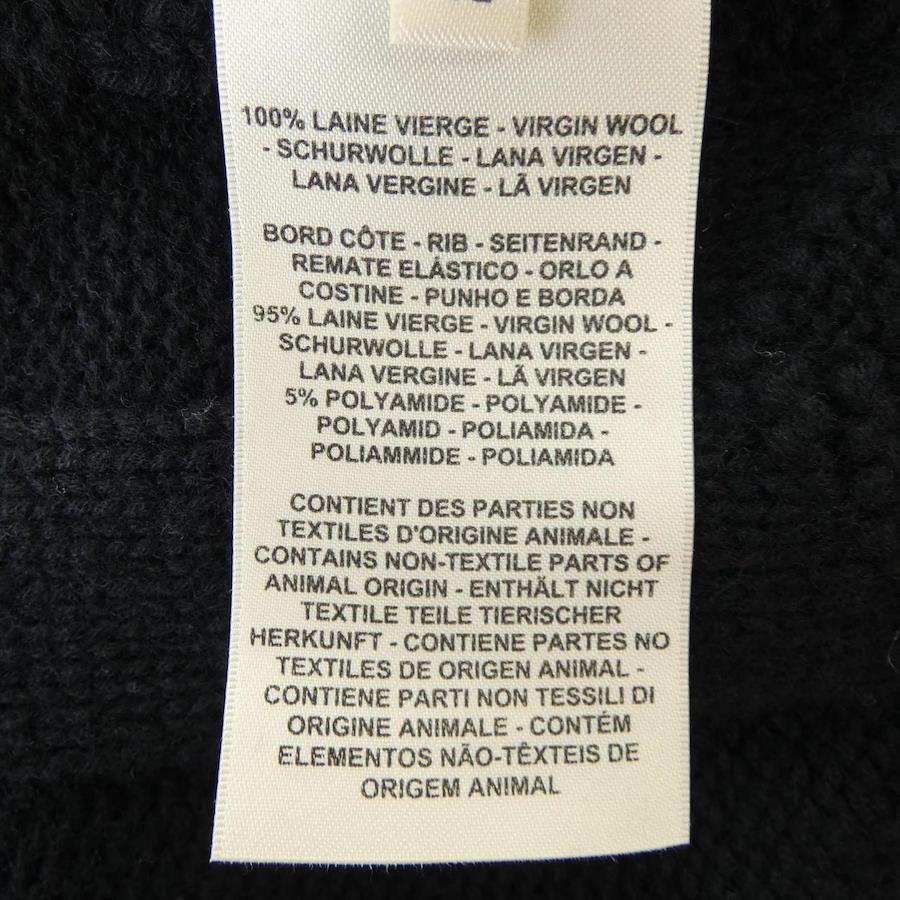 100% LAINE VIERGE - VIRGIN WOOL
- SCHURWOLLE - LANA VIRGEN -
LANA VERGINE - LÃ VIRGEN
BORD CÔTE - RIB - SEITENRAND -
REMATE ELÁSTICO - ORLO A
COSTINE - PUNHO E BORDA
95% LAINE VIERGE - VIRGIN WOOL -
SCHURWOLLE - LANA VIRGEN -
LANA VERGINE - LÃ VIRGEN
5% POLYAMIDE - POLYAMIDE -
POLYAMID - POLIAMIDA -
POLIAMMIDE - POLIAMIDA
CONTIENT DES PARTIES NON
TEXTILES D'ORIGINE ANIMALE -
CONTAINS NON-TEXTILE PARTS OF
ANIMAL ORIGIN - ENTHÄLT NICHT
TEXTILE TEILE TIERISCHER
HERKUNFT - CONTIENE PARTES NO
TEXTILES DE ORIGEN ANIMAL -
CONTIENE PARTI NON TESSILI DI
ORIGINE ANIMALE - CONTÉM
ELEMENTOS NÃO-TÊXTEIS DE
ORIGEM ANIMAL